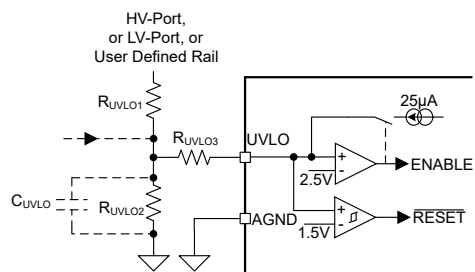 HV-Port,
or LV-Port, or
User Defined Rail
RUVLO1
25µA
RUVLO3
UVLO
+
-
2.5V
ENABLE
CUVLO
RUVLO2
AGND
+
-
1.5V
RESET